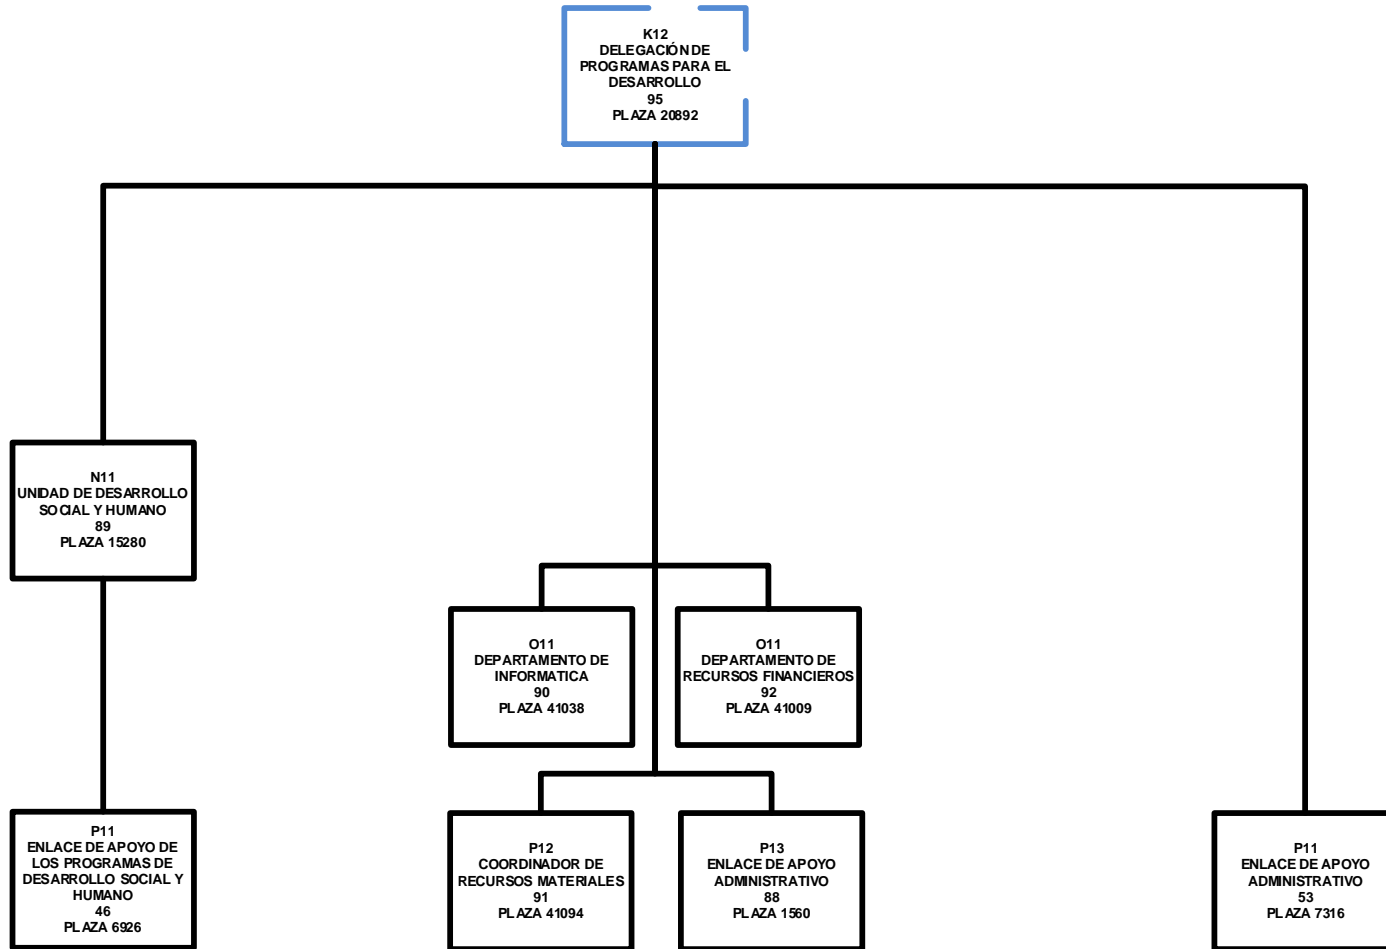 K12
DELEGACIÓN DE
PROGRAMAS PARA EL
DESARROLLO
95
PLAZA 20892
N11
UNIDAD DE DESARROLLO
SOCIAL Y HUMANO
89
PLAZA 15280
O11
DEPARTAMENTO DE
INFORMATICA
90
PLAZA 41038
O11
DEPARTAMENTO DE
RECURSOS FINANCIEROS
92
PLAZA 41009
P11
ENLACE DE APOYO DE
LOS PROGRAMAS DE
DESARROLLO SOCIAL Y
HUMANO
46
PLAZA 6926
P12
COORDINADOR DE
RECURSOS MATERIALES
91
PLAZA 41094
P13
ENLACE DE APOYO
ADMINISTRATIVO
88
PLAZA 1560
P11
ENLACE DE APOYO
ADMINISTRATIVO
53
PLAZA 7316